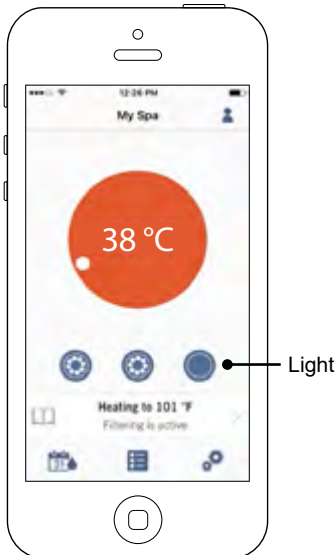 12:26 PM
My Spa
38 °C
Light
Heating to 101 °F
Filtering is active